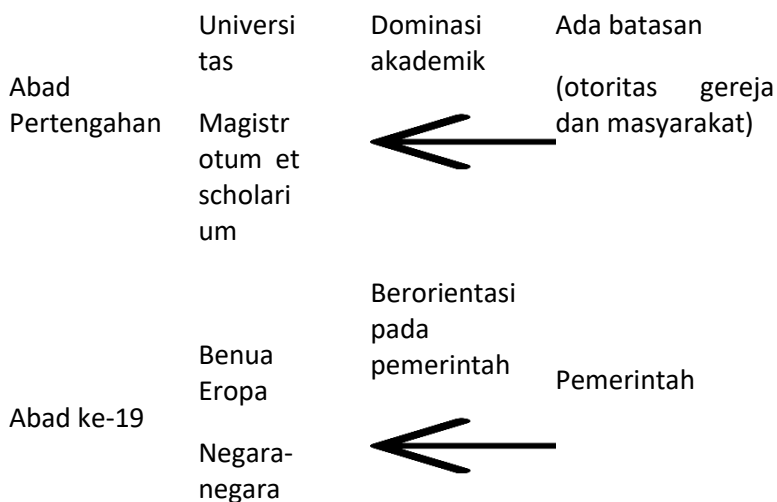 Abad
Pertengahan
Universi
tas
Magistr
otum et
scholari
um
Dominasi
akademik
Ada batasan
(otoritas gereja
dan masyarakat)
Abad ke-19
Benua
Eropa
Negara-
negara
Berorientasi
pada
pemerintah
Pemerintah